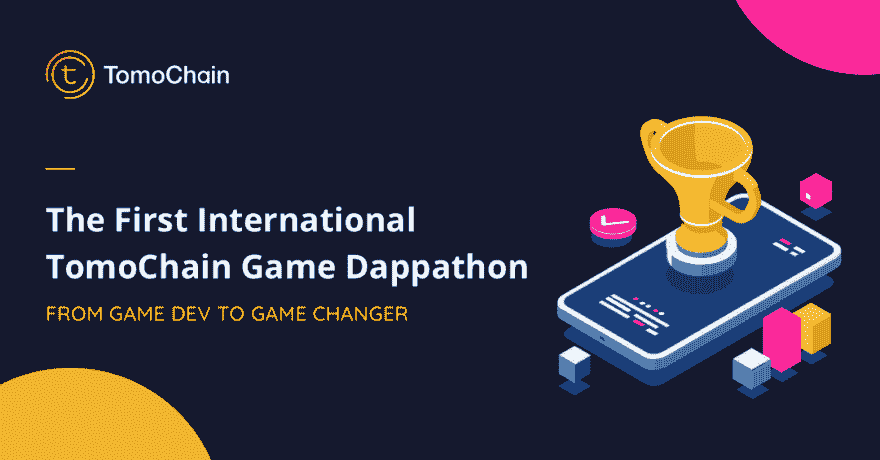 TomoChain
The First International
TomoChain Game Dappathon
FROM GAME DEV TO GAME CHANGER